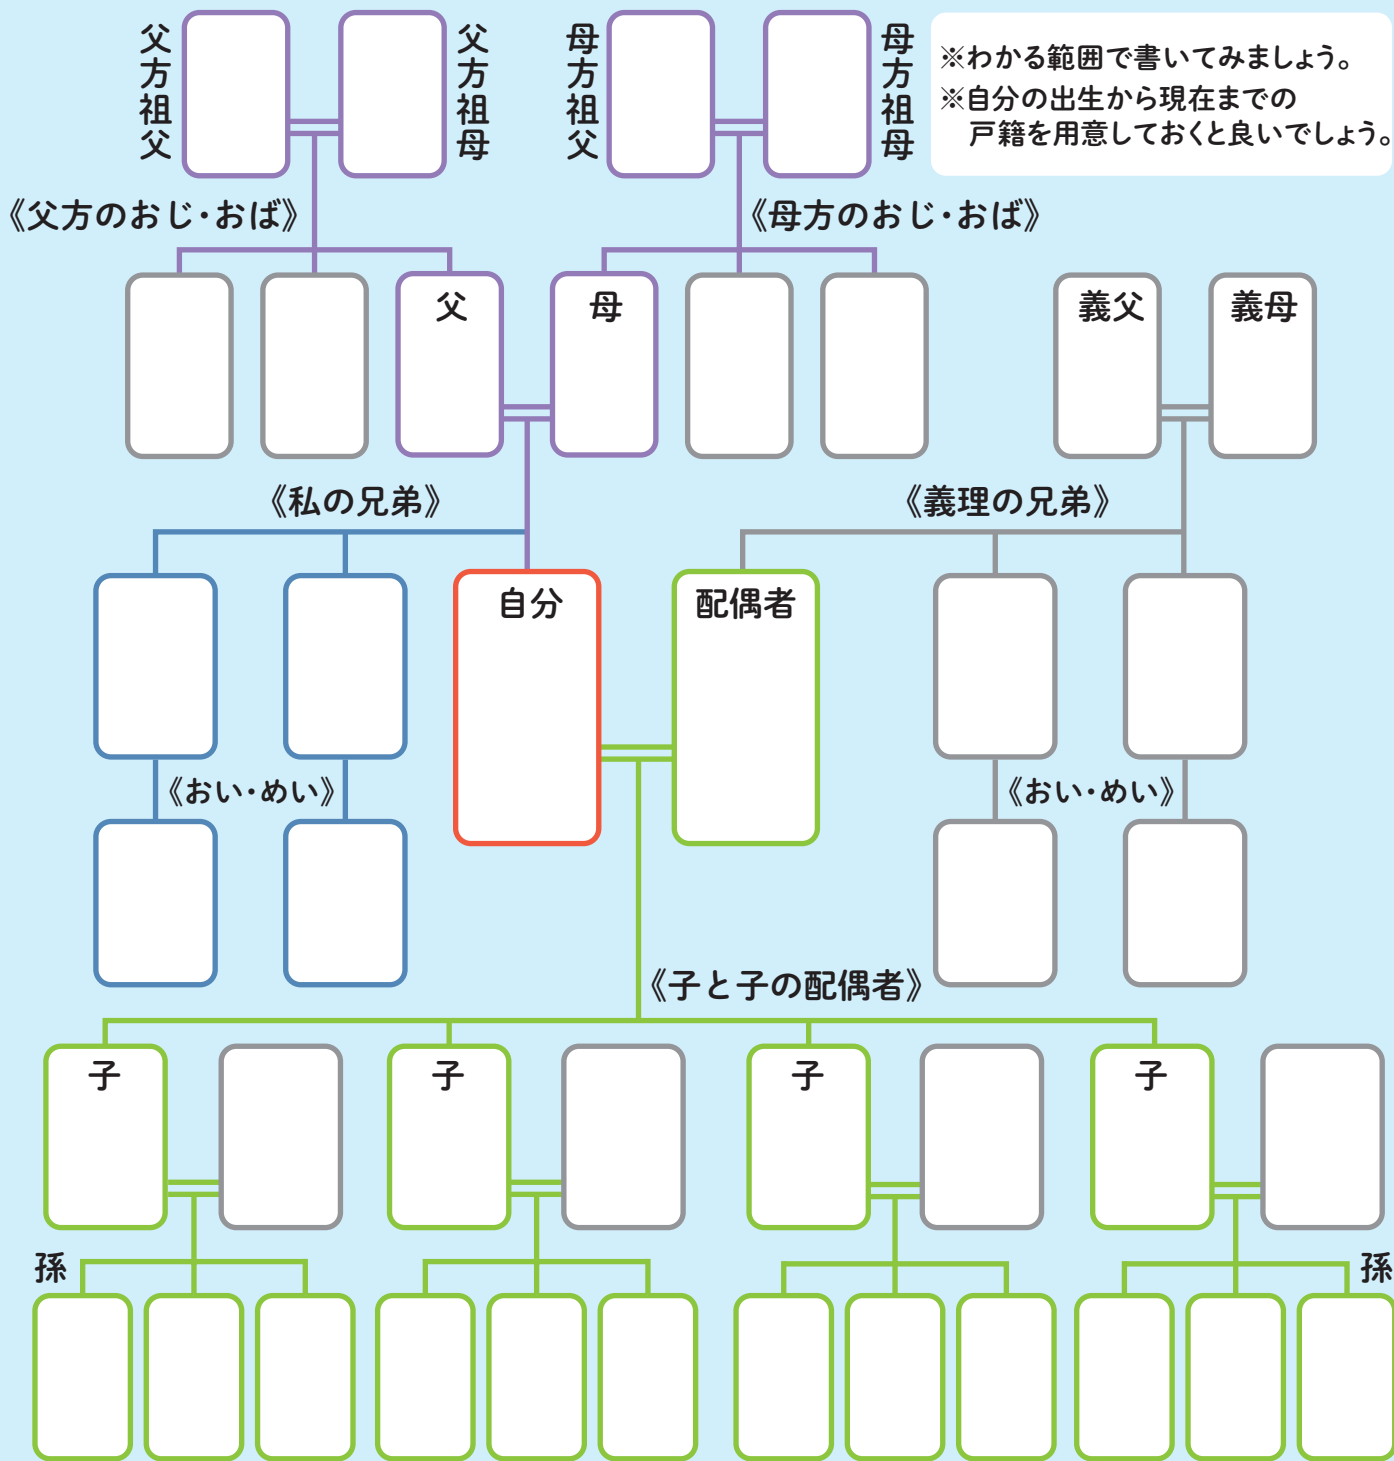 父方祖父
父方祖母
母方祖父
母方祖母
※わかる範囲で書いてみましょう。
※自分の出生から現在までの
戸籍を用意しておくと良いでしょう。
《父方のおじ・おば》
《母方のおじ・おば》
父
母
義父
義母
《私の兄弟》
《義理の兄弟》
自分
配偶者
《おい・めい》
《おい・めい》
《子と子の配偶者》
子
子
子
子
孫
孫